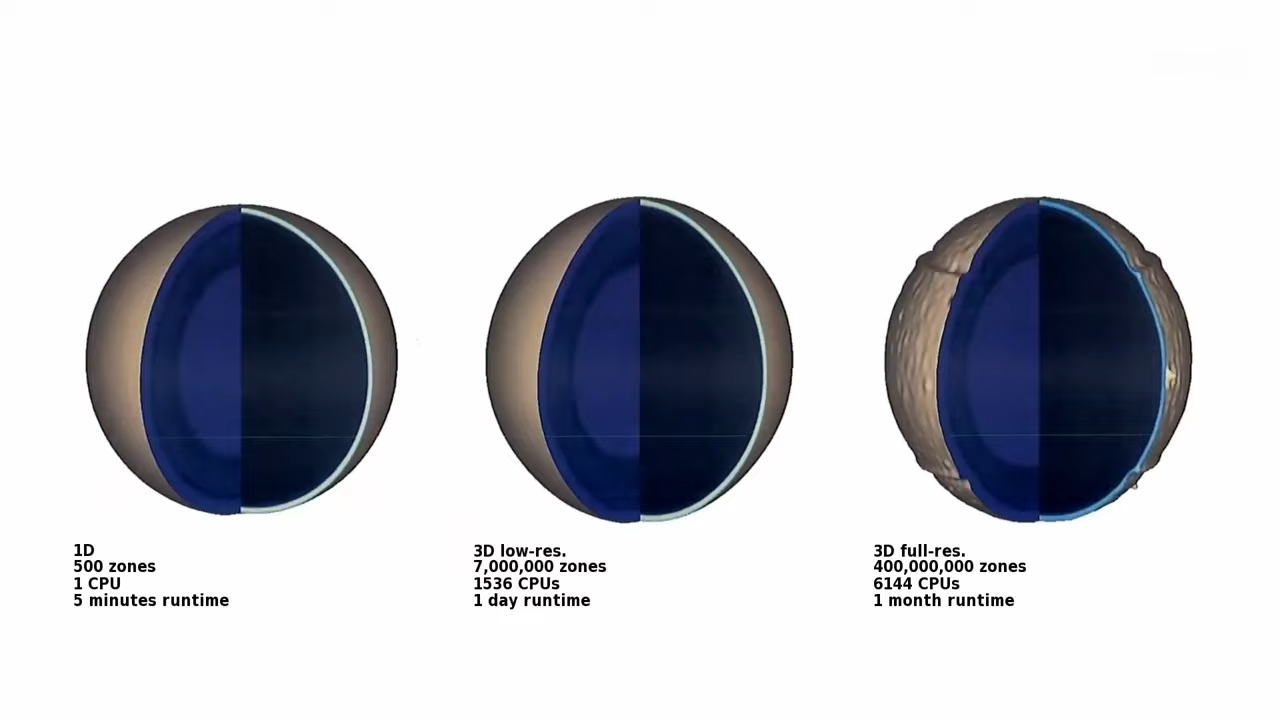 1D
500 zones
1 CPU
5 minutes runtime
3D low-res.
7,000,000 zones
1536 CPUs
1 day runtime
3D full-res.
400,000,000 zones
6144 CPUs
1 month runtime